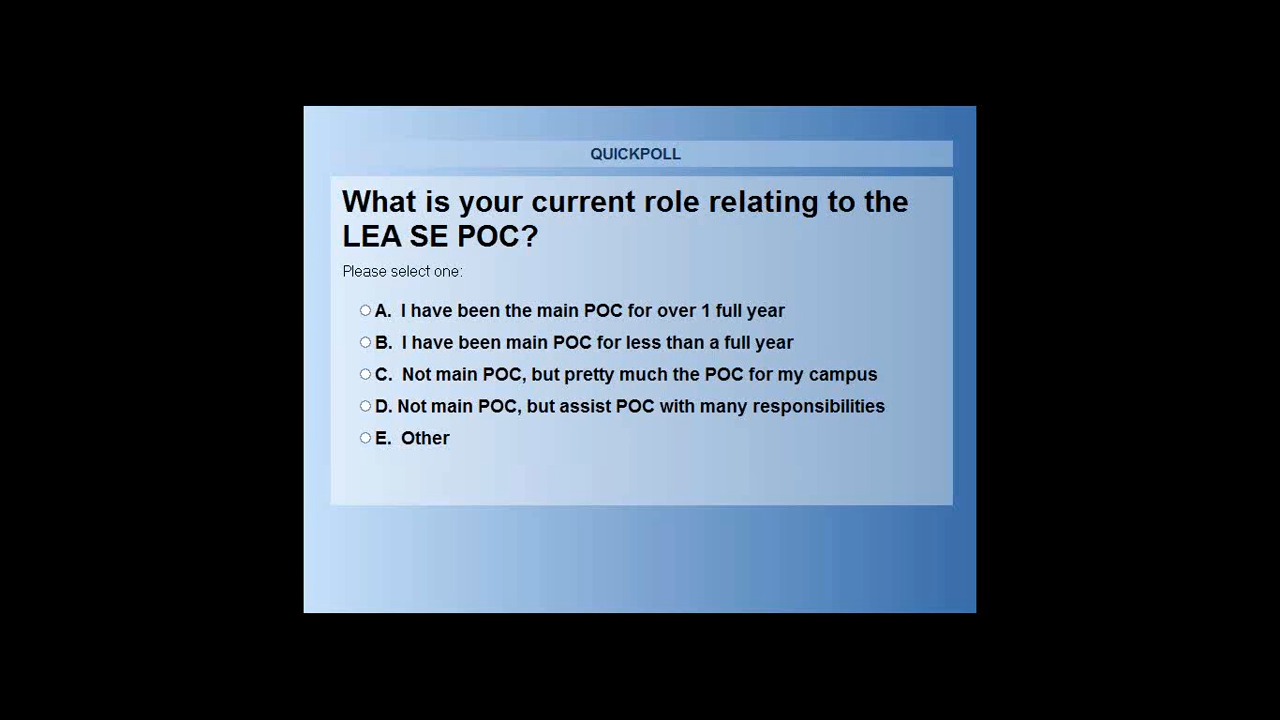 QUICKPOLL
What is your current role relating to the
LEA SE POC?
Please select one:
A. I have been the main POC for over 1 full year
B. I have been main POC for less than a full year
C. Not main POC, but pretty much the POC for my campus
D. Not main POC, but assist POC with many responsibilities
E. Other